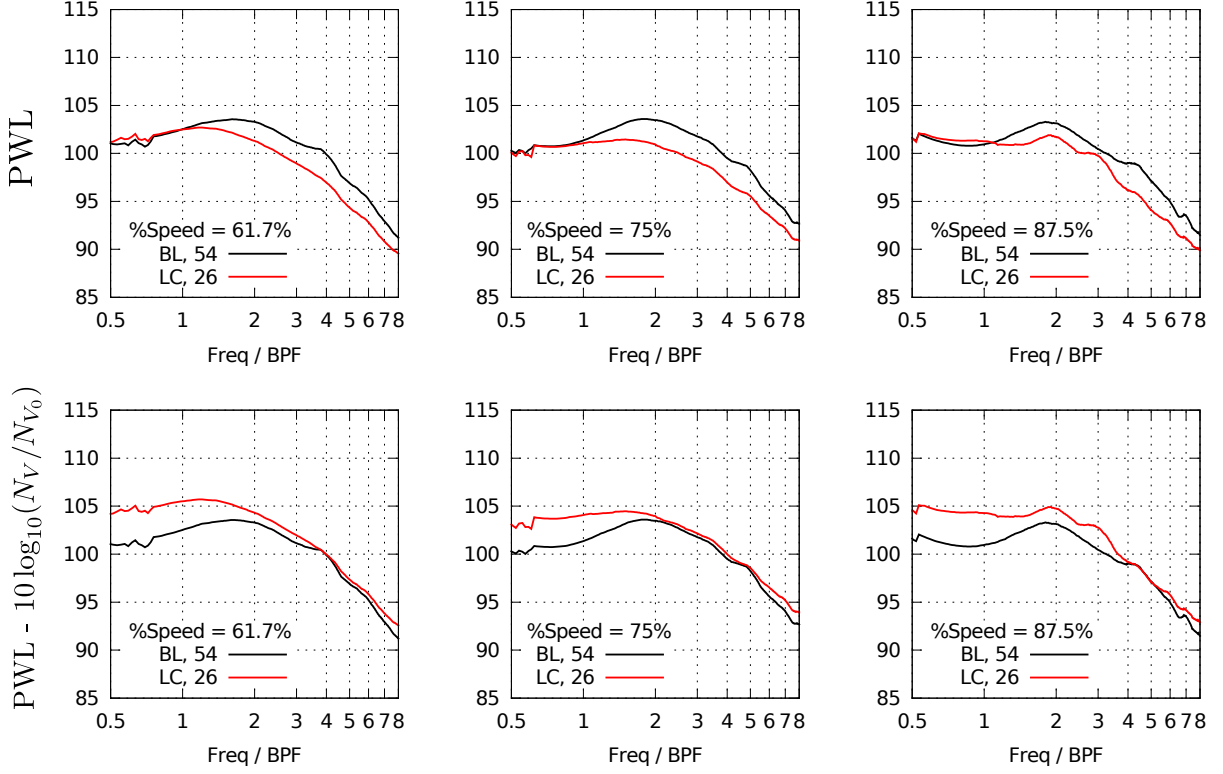 PWL
115
110
105
100
95
90
85
%Speed = 61.7%
BL, 54
LC, 26
0.5 1 2 3 4 5 6 7 8
Freq / BPF
115
110
105
100
95
90
85
%Speed = 75%
BL, 54
LC, 26
0.5 1 2 3 4 5 6 7 8
Freq / BPF
115
110
105
100
95
90
85
%Speed = 87.5%
BL, 54
LC, 26
0.5 1 2 3 4 5 6 7 8
Freq / BPF
PWL - 10 log₁₀(N_V/N_{V₀})
115
110
105
100
95
90
85
%Speed = 61.7%
BL, 54
LC, 26
0.5 1 2 3 4 5 6 7 8
Freq / BPF
115
110
105
100
95
90
85
%Speed = 75%
BL, 54
LC, 26
0.5 1 2 3 4 5 6 7 8
Freq / BPF
115
110
105
100
95
90
85
%Speed = 87.5%
BL, 54
LC, 26
0.5 1 2 3 4 5 6 7 8
Freq / BPF